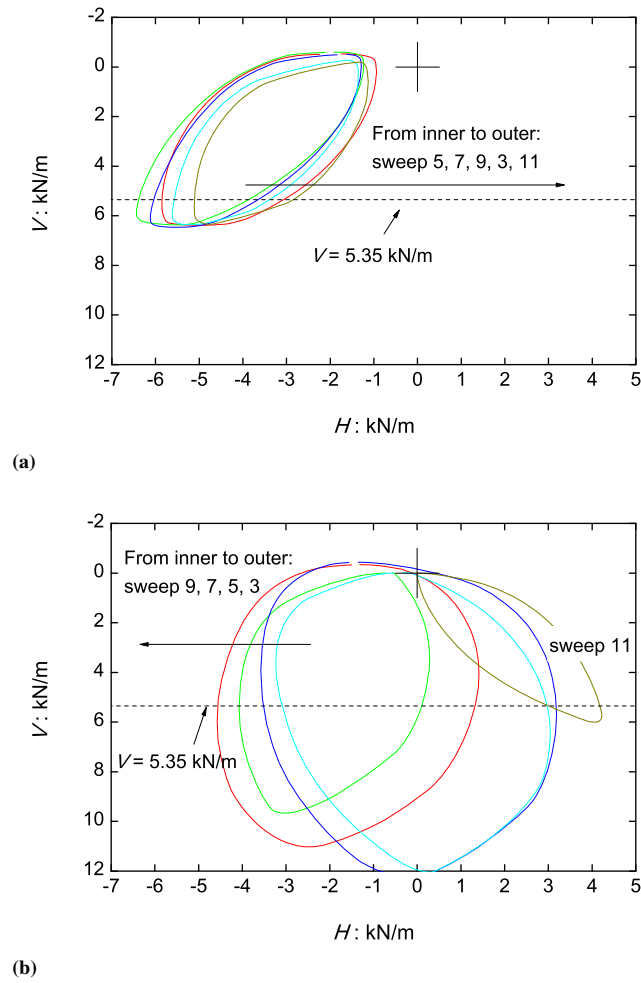 -2
0
2
4
6
8
10
12
V : kN/m
From inner to outer:
sweep 5, 7, 9, 3, 11
V = 5.35 kN/m
-7 -6 -5 -4 -3 -2 -1 0 1 2 3 4 5
H : kN/m
(a)
-2
0
2
4
6
8
10
12
V : kN/m
From inner to outer:
sweep 9, 7, 5, 3
sweep 11
V = 5.35 kN/m
-7 -6 -5 -4 -3 -2 -1 0 1 2 3 4 5
H : kN/m
(b)